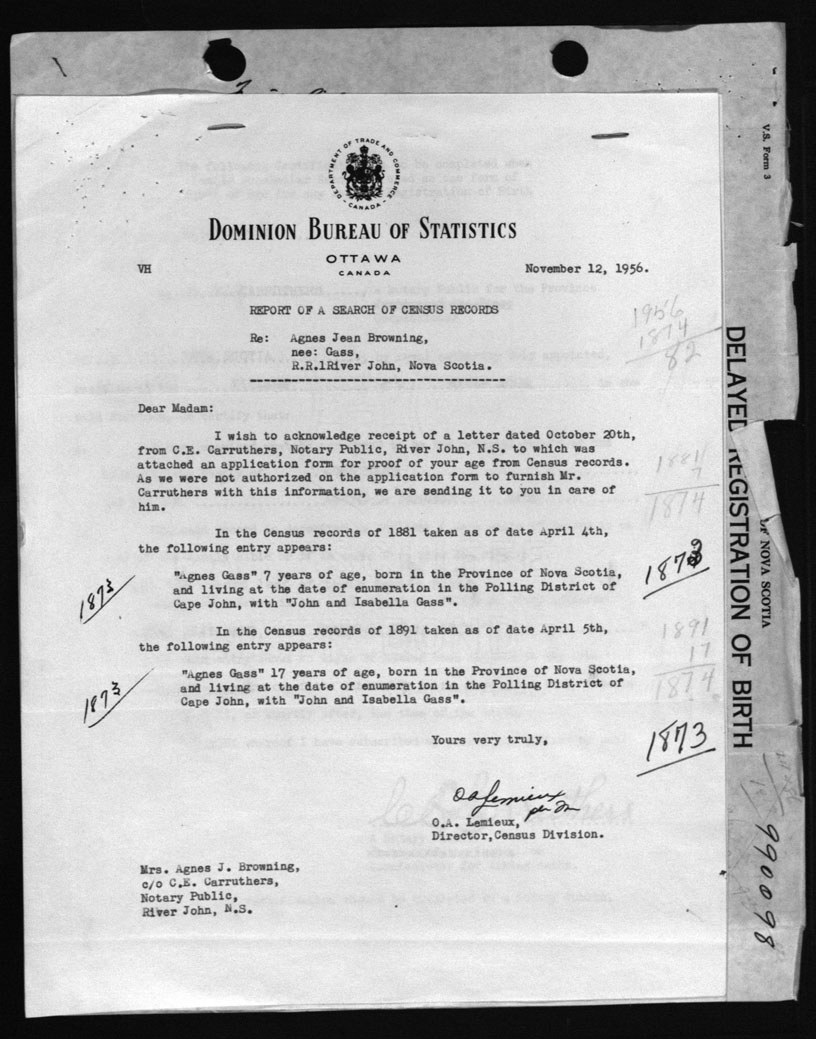 V.S. Form 3
DEPARTMENT OF TRADE AND COMMERCE
CANADA
DOMINION BUREAU OF STATISTICS
OTTAWA
CANADA
VH
November 12, 1956.
REPORT OF A SEARCH OF CENSUS RECORDS
Re: Agnes Jean Browning,
nee: Gass,
R.R.1River John, Nova Scotia.
1956
1874
82
Dear Madam:
I wish to acknowledge receipt of a letter dated October 20th,
from C.E. Carruthers, Notary Public, River John, N.S. to which was
attached an application form for proof of your age from Census records.
As we were not authorized on the application form to furnish Mr.
Carruthers with this information, we are sending it to you in care of
him.
1881
7
1874
In the Census records of 1881 taken as of date April 4th,
the following entry appears:
"Agnes Gass" 7 years of age, born in the Province of Nova Scotia,
and living at the date of enumeration in the Polling District of
Cape John, with "John and Isabella Gass".
1873
In the Census records of 1891 taken as of date April 5th,
the following entry appears:
1891
17
1874
"Agnes Gass" 17 years of age, born in the Province of Nova Scotia,
and living at the date of enumeration in the Polling District of
Cape John, with "John and Isabella Gass".
1873
1873
Yours very truly,
OALemieux
O.A. Lemieux,
Director,Census Division.
Mrs. Agnes J. Browning,
c/o C.E. Carruthers,
Notary Public,
River John, N.S.
DELAYED REGISTRATION OF BIRTH
OF NOVA SCOTIA
990098